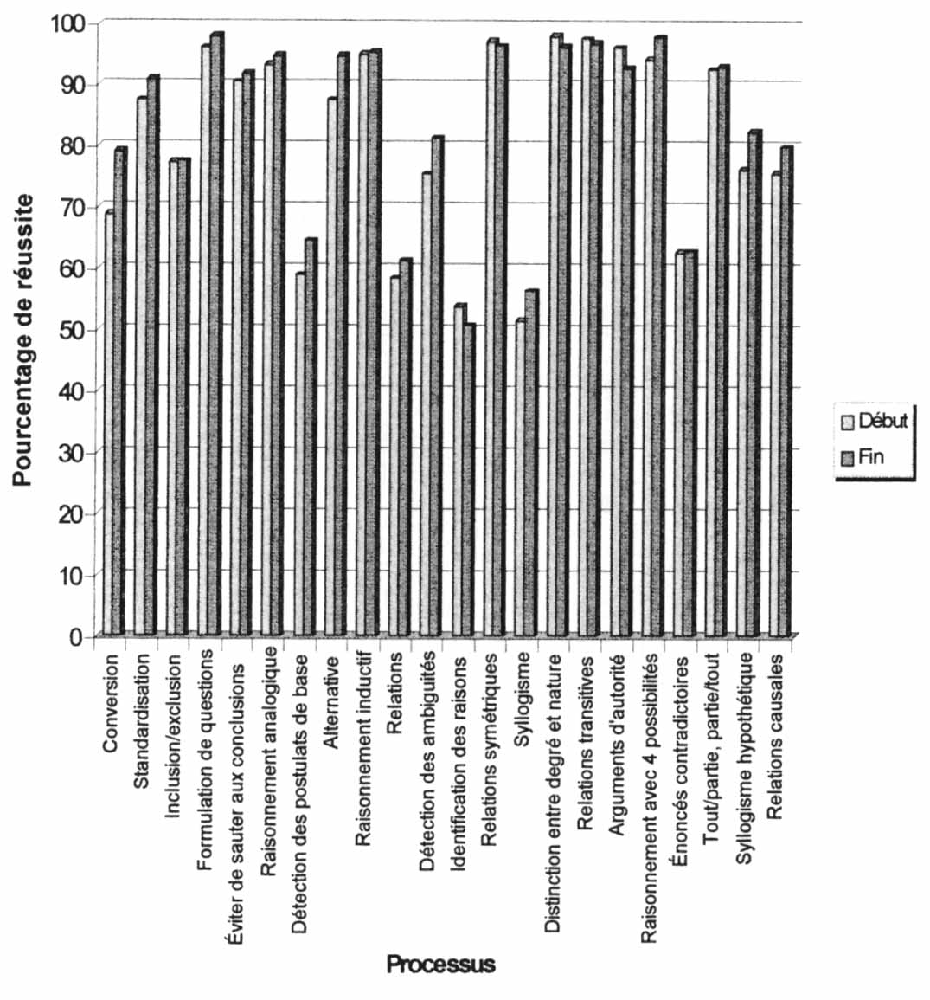 100
90
80
70
60
50
40
30
20
10
0
Pourcentage de réussite
Conversion
Standardisation
Inclusion/exclusion
Formulation de questions
Éviter de sauter aux conclusions
Raisonnement analogique
Détection des postulats de base
Alternative
Raisonnement inductif
Relations
Détection des ambiguités
Identification des raisons
Relations symétriques
Syllogisme
Distinction entre degré et nature
Relations transitives
Arguments d'autorité
Raisonnement avec 4 possibilités
Énoncés contradictoires
Tout/partie, partie/tout
Syllogisme hypothétique
Relations causales
Processus
Début
Fin